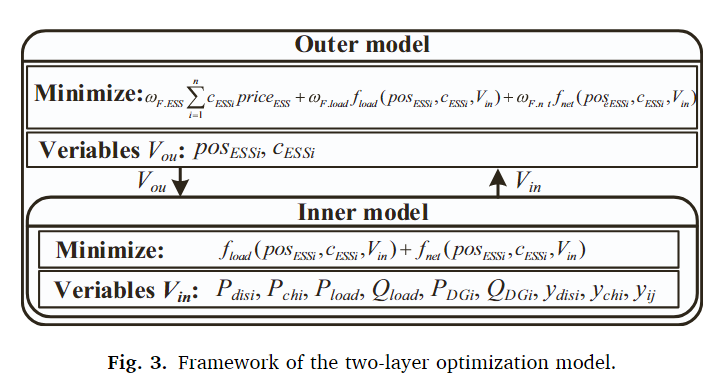 Outer model
Minimize: ω_{F.ESS} \sum_{i=1}^{n} c_{ESSi} price_{ESS} + ω_{F.load} f_{load}(pos_{ESSi}, c_{ESSi}, V_{in}) + ω_{F.n t} f_{net}(pos_{eESSi}, c_{ESSi}, V_{in})
Veriables V_{ou}: pos_{ESSi}, c_{ESSi}
V_{ou} V_{in}
Inner model
Minimize: f_{load}(pos_{ESSi}, c_{ESSi}, V_{in}) + f_{net}(pos_{ESSi}, c_{ESSi}, V_{in})
Veriables V_{in}: P_{disi}, P_{chi}, P_{load}, Q_{load}, P_{DGi}, Q_{DGi}, y_{disi}, y_{chi}, y_{ij}
Fig. 3. Framework of the two-layer optimization model.